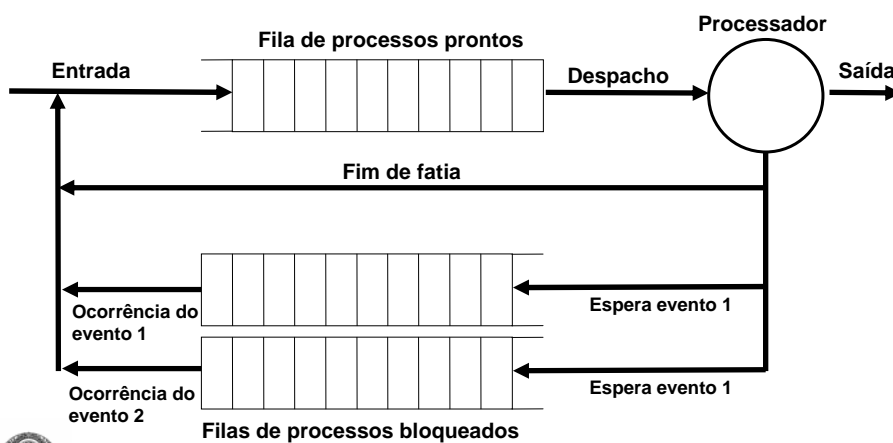 Processador
Fila de processos prontos
Entrada
Despacho
Saída
Fim de fatia
Ocorrência do
evento 1
Espera evento 1
Ocorrência do
evento 2
Espera evento 1
Filas de processos bloqueados